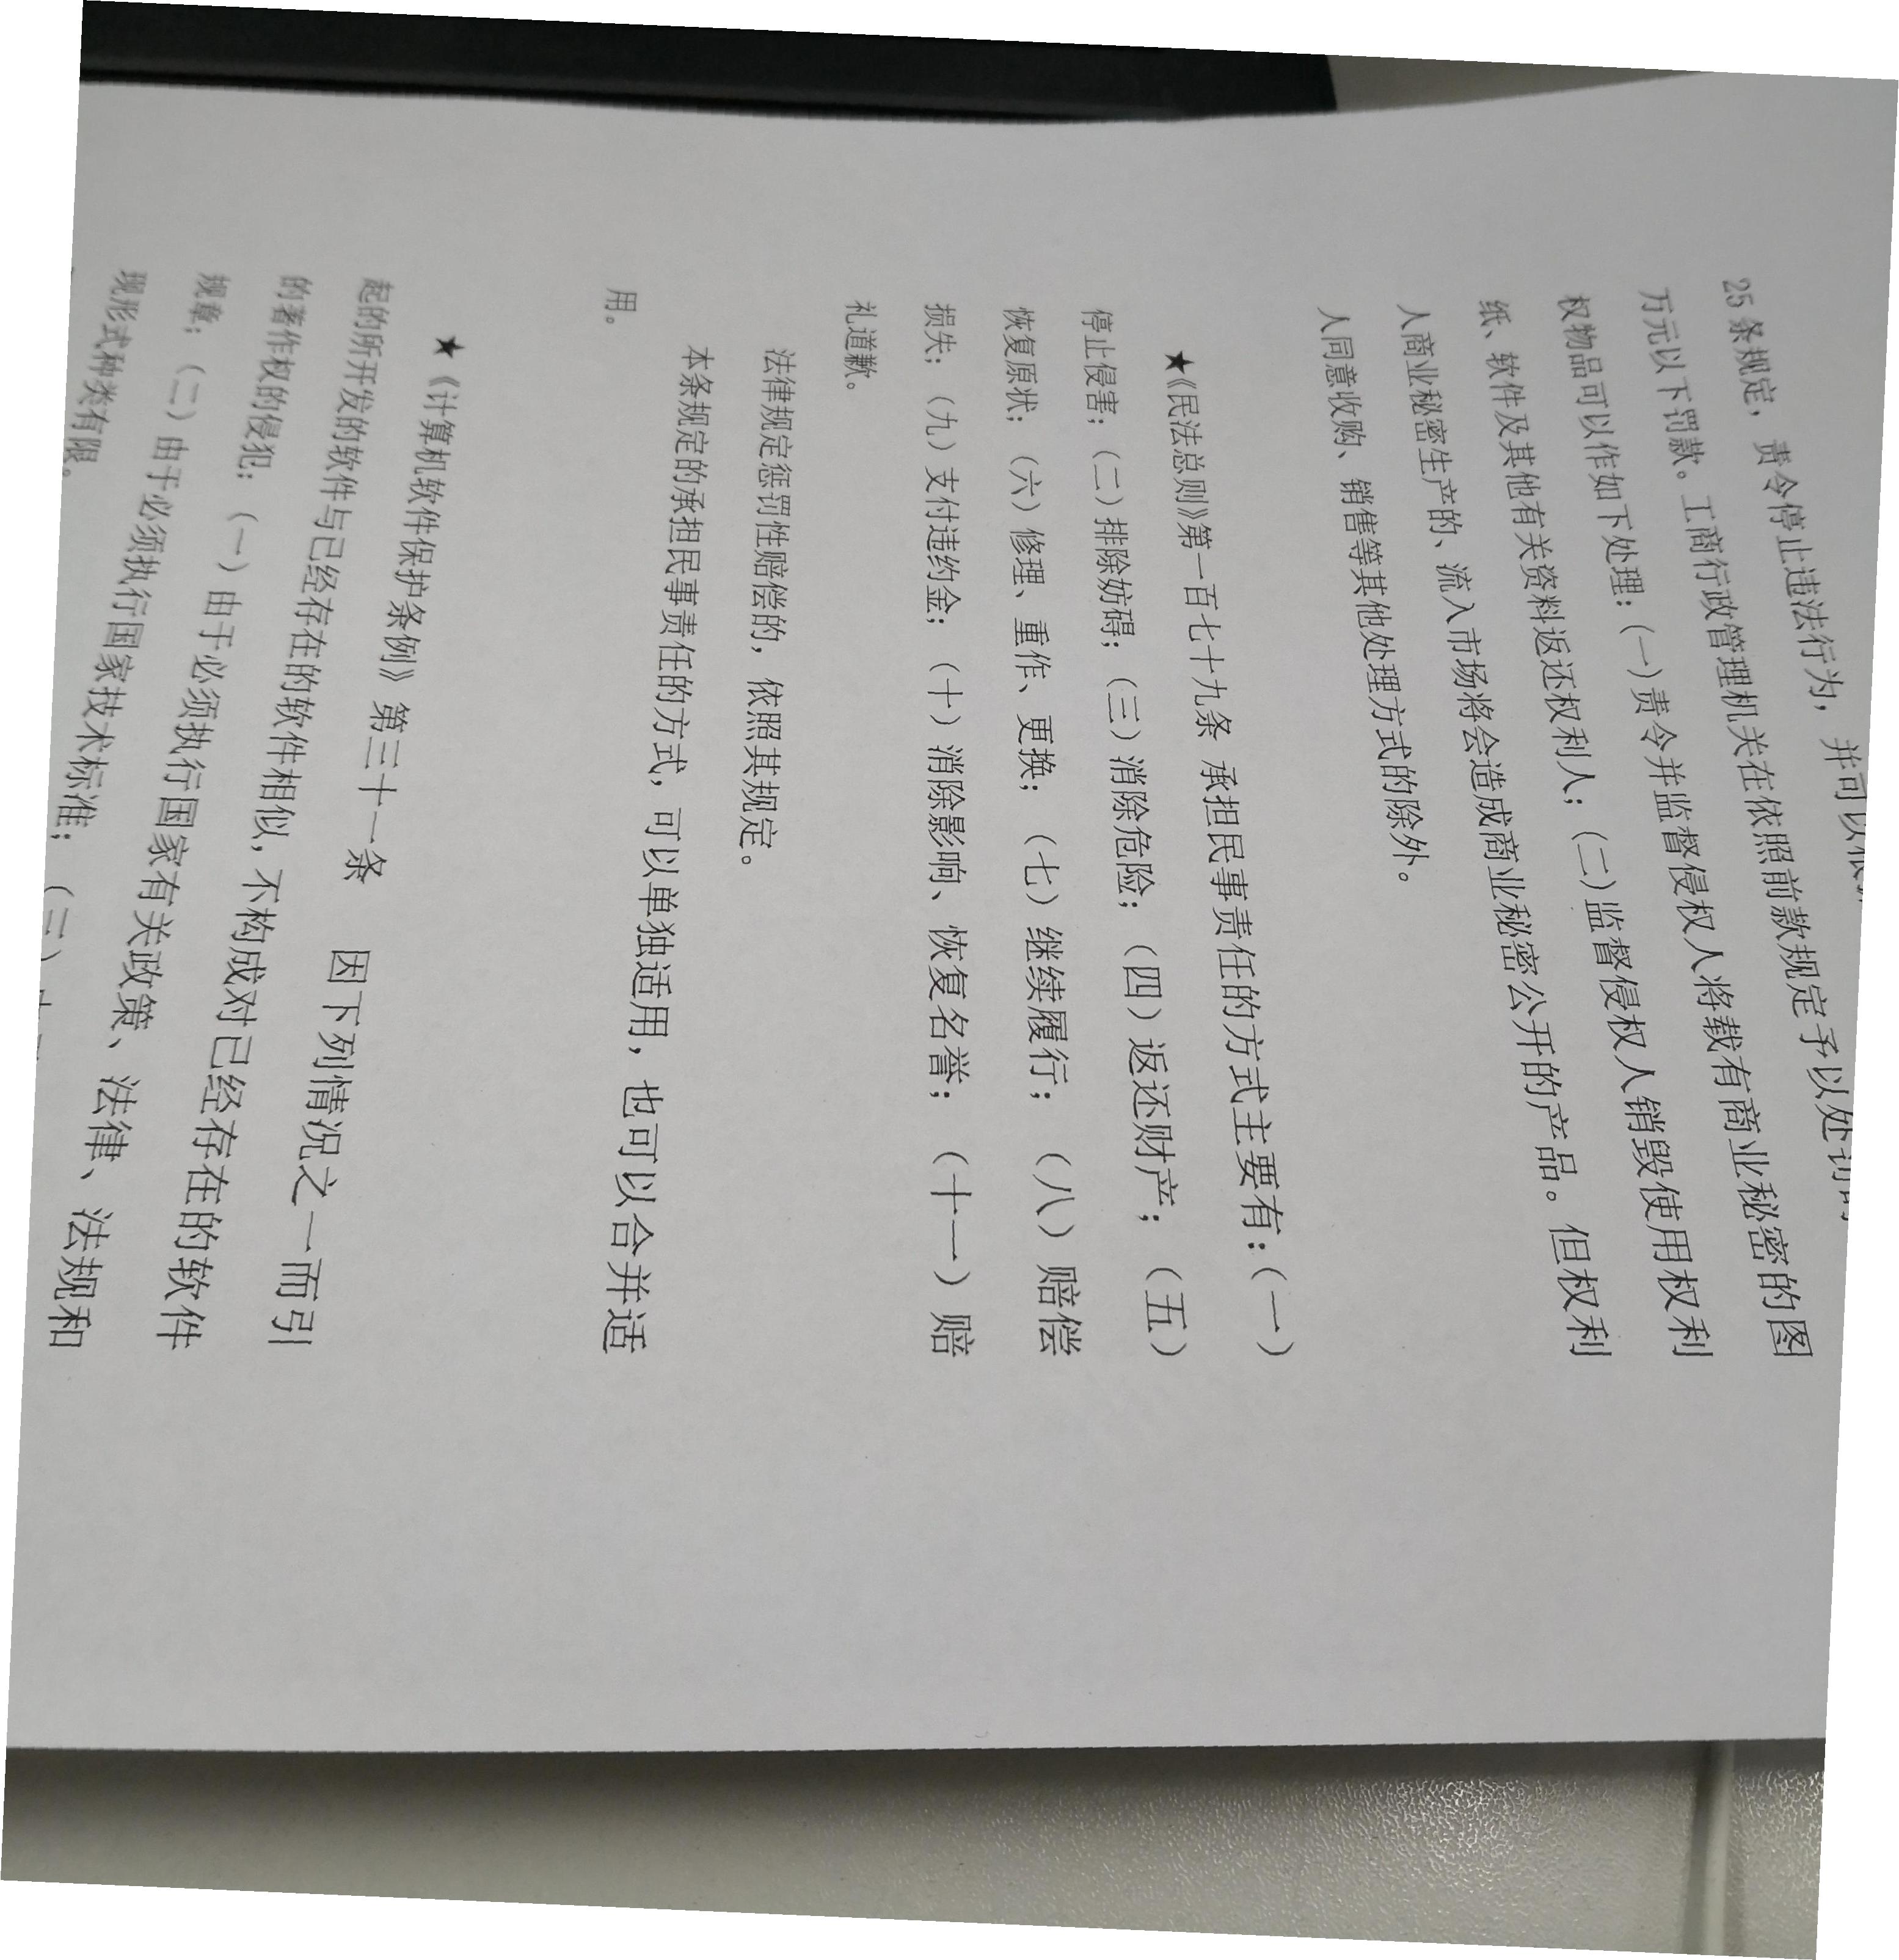 25条规定，责令停止违法行为，并可以根
万元以下罚款。工商行政管理机关在依照前款规定予以处罚时
权物品可以作如下处理：(一)责令并监督侵权人将载有商业秘密的图
纸、软件及其他有关资料返还权利人；(二)监督侵权人销毁使用权利
人商业秘密生产的、流入市场将会造成商业秘密公开的产品。但权利
人同意收购、销售等其他处理方式的除外。
★《民法总则》第一百七十九条 承担民事责任的方式主要有：（一）
停止侵害；（二）排除妨碍；（三）消除危险；（四）返还财产；（五）
恢复原状；（六）修理、重作、更换；（七）继续履行；（八）赔偿
损失；（九）支付违约金；（十）消除影响、恢复名誉；（十一）赔
礼道歉。
法律规定惩罚性赔偿的，依照其规定。
本条规定的承担民事责任的方式，可以单独适用，也可以合并适
用。
★《计算机软件保护条例》第三十一条 因下列情况之一而引
起的所开发的软件与已经存在的软件相似，不构成对已经存在的软件
的著作权的侵犯：（一）由于必须执行国家有关政策、法律、法规和
规章；（二）由于必须执行国家技术标准；（三）
现形式种类有限。